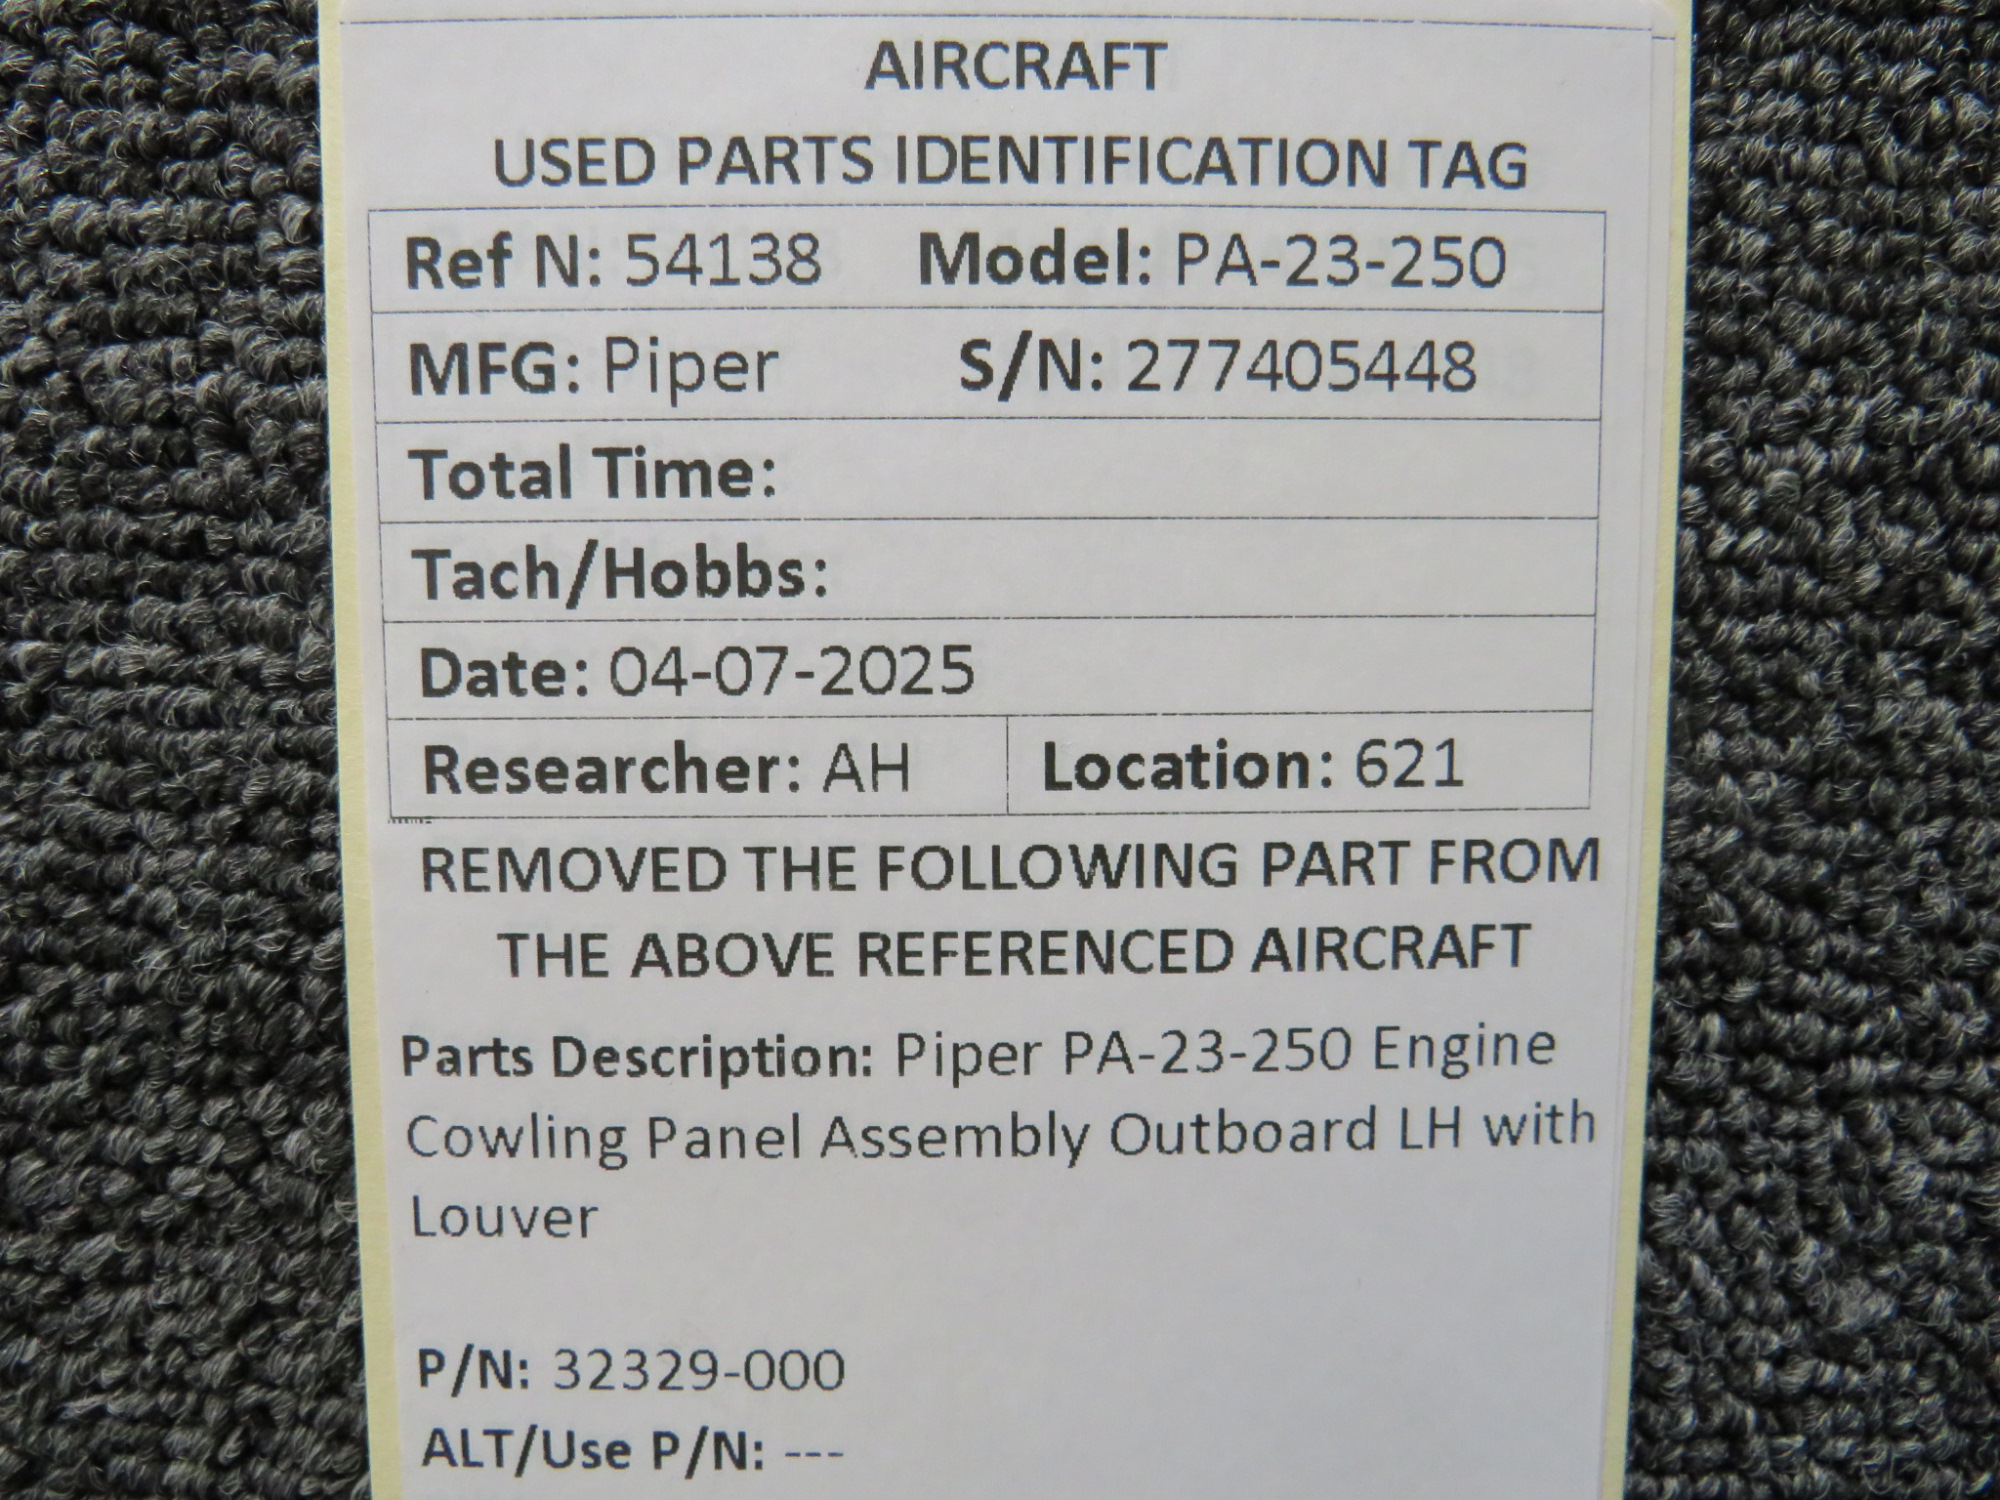 AIRCRAFT
USED PARTS IDENTIFICATION TAG
Ref N: 54138 Model: PA-23-250
MFG: Piper S/N: 277405448
Total Time:
Tach/Hobbs:
Date: 04-07-2025
Researcher: AH Location: 621
REMOVED THE FOLLOWING PART FROM
THE ABOVE REFERENCED AIRCRAFT
Parts Description: Piper PA-23-250 Engine
Cowling Panel Assembly Outboard LH with
Louver
P/N: 32329-000
ALT/Use P/N: ---